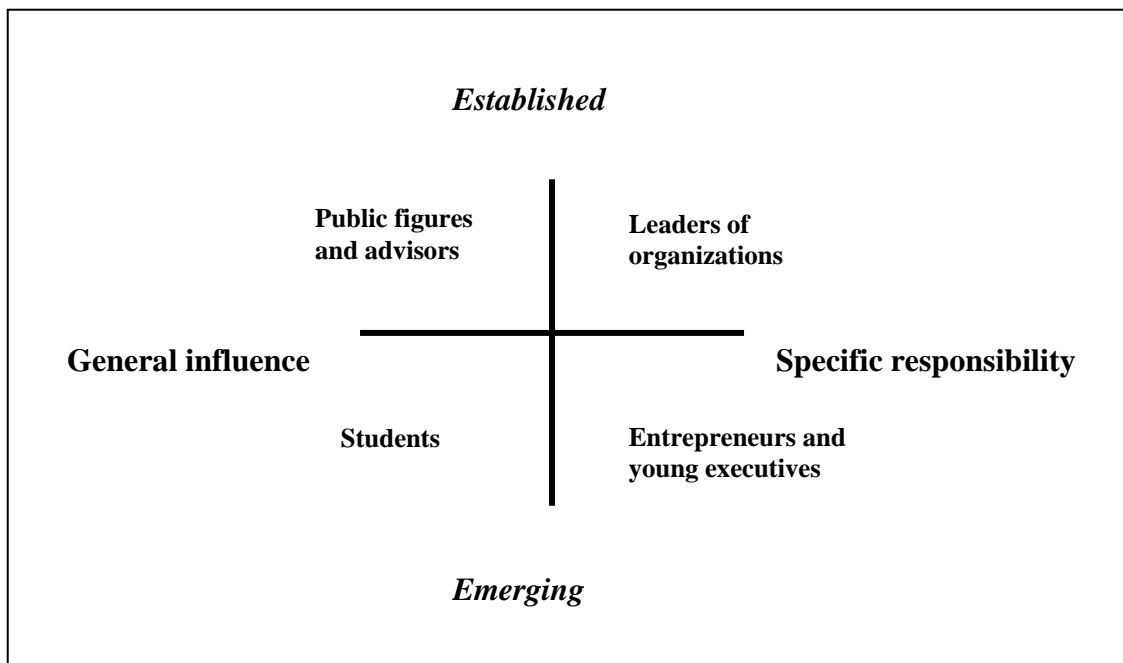 Established
Public figures
and advisors
Leaders of
organizations
General influence
Specific responsibility
Students
Entrepreneurs and
young executives
Emerging